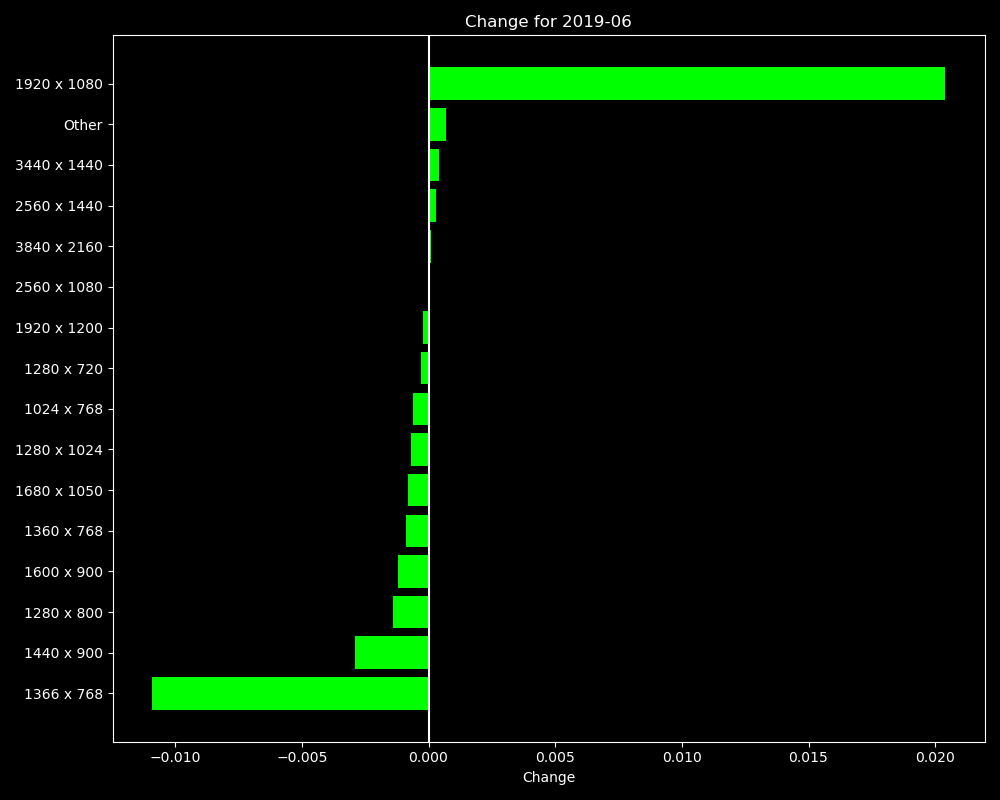 Change for 2019-06
1920 x 1080
Other
3440 x 1440
2560 x 1440
3840 x 2160
2560 x 1080
1920 x 1200
1280 x 720
1024 x 768
1280 x 1024
1680 x 1050
1360 x 768
1600 x 900
1280 x 800
1440 x 900
1366 x 768
−0.010 −0.005 0.000 0.005 0.010 0.015 0.020
Change